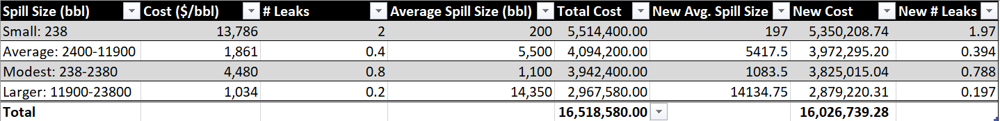 Spill Size (bbl) Cost ($/bbl) # Leaks Average Spill Size (bbl) Total Cost New Avg. Spill Size New Cost New # Leaks
Small: 238 13,786 2 200 5,514,400.00 197 5,350,208.74 1.97
Average: 2400-11900 1,861 0.4 5,500 4,094,200.00 5417.5 3,972,295.20 0.394
Modest: 238-2380 4,480 0.8 1,100 3,942,400.00 1083.5 3,825,015.04 0.788
Larger: 11900-23800 1,034 0.2 14,350 2,967,580.00 14134.75 2,879,220.31 0.197
Total 16,518,580.00 16,026,739.28